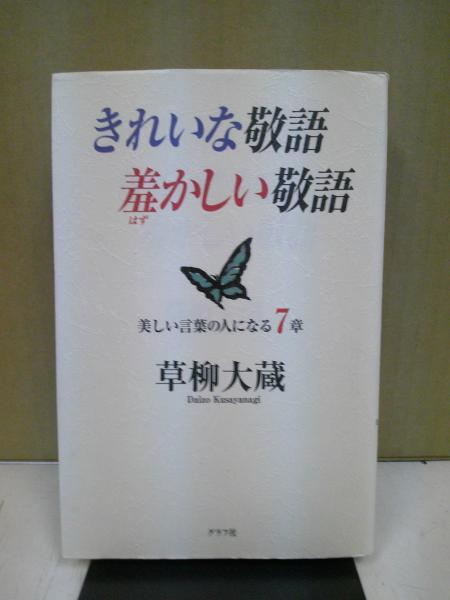 きれいな敬語
羞かしい敬語
はず
美しい言葉の人になる7章
草柳大蔵
Daizo Kusayanagi
グラフ社